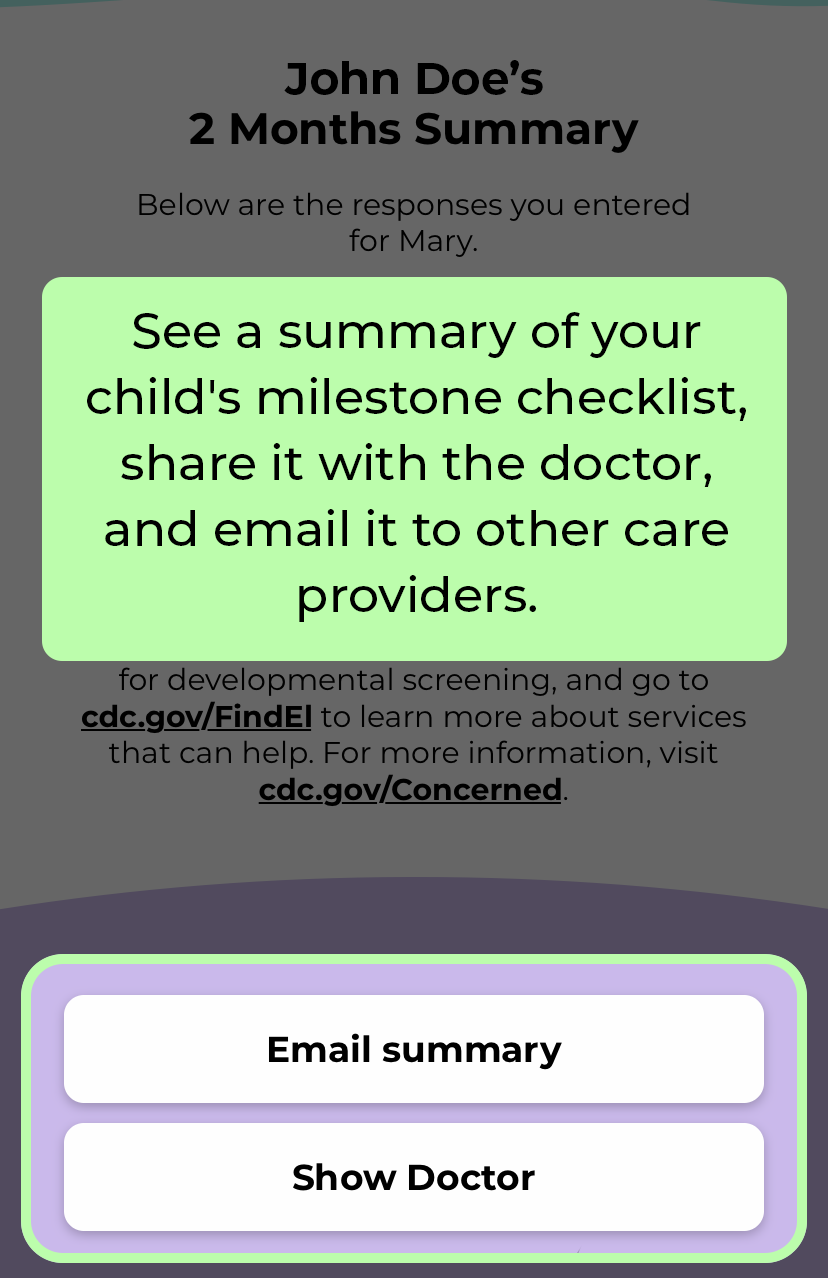 John Doe’s
2 Months Summary
Below are the responses you entered
for Mary.
See a summary of your
child's milestone checklist,
share it with the doctor,
and email it to other care
providers.
for developmental screening, and go to
cdc.gov/FindEI to learn more about services
that can help. For more information, visit
cdc.gov/Concerned.
Email summary
Show Doctor